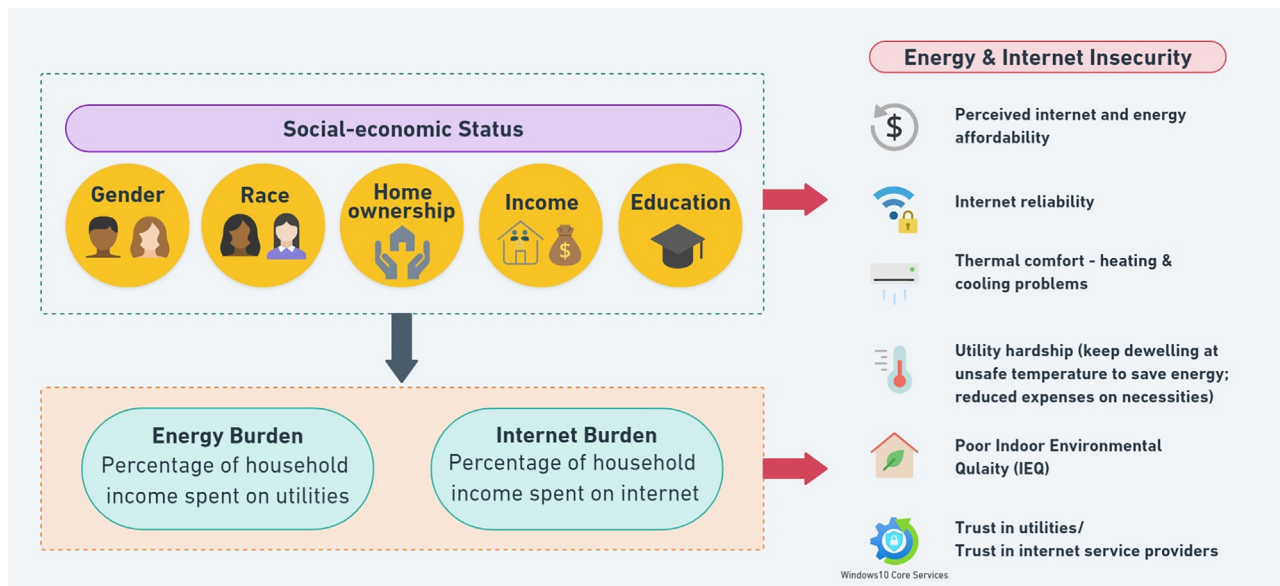 Social-economic Status
Gender
Race
Home
ownership
Income
Education
$
Energy Burden
Percentage of household
income spent on utilities
Internet Burden
Percentage of household
income spent on internet
Energy & Internet Insecurity
$
Perceived internet and energy
affordability
Internet reliability
Thermal comfort - heating &
cooling problems
Utility hardship (keep dewelling at
unsafe temperature to save energy;
reduced expenses on necessities)
Poor Indoor Environmental
Qulaity (IEQ)
Trust in utilities/
Trust in internet service providers
Windows10 Core Services